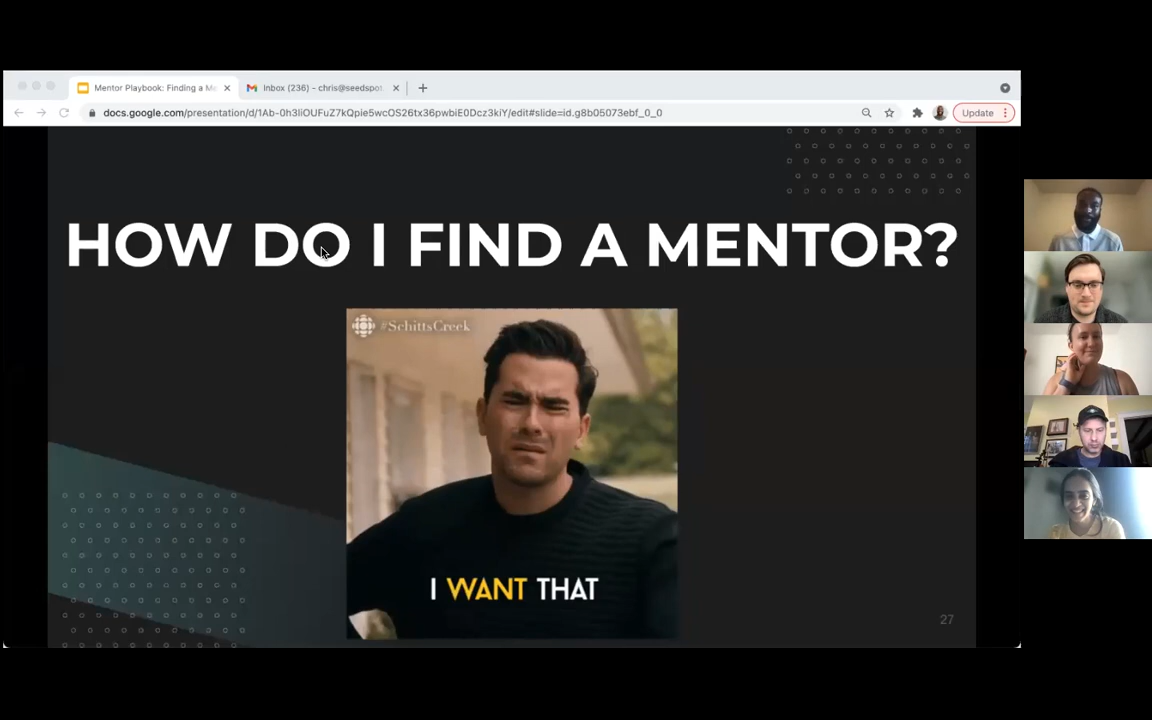 Mentor Playbook: Finding a Me
Inbox (236) - chris@seedspot
docs.google.com/presentation/d/1Ab-0h3IiOUFuZ7kQpie5wcOS26tx36pwbiE0Dcz3kiY/edit#slide=id.g8b05073ebf_0_0
Update
HOW DO I FIND A MENTOR?
#SchittsCreek
I WANT THAT
27